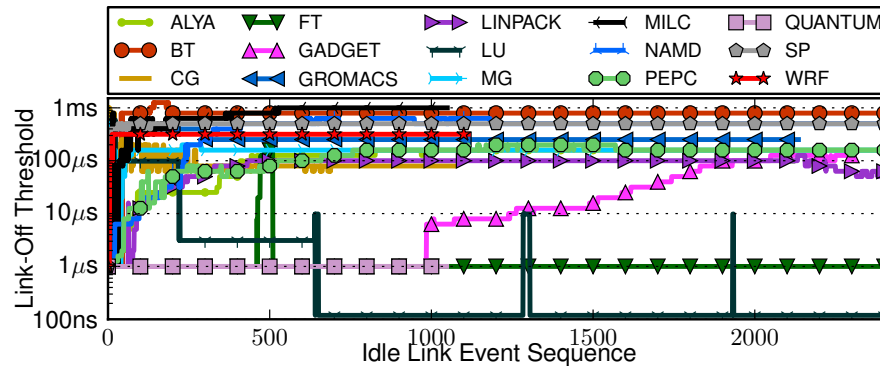 ALYA FT LINPACK MILC QUANTUM
BT GADGET LU NAMD SP
CG GROMACS MG PEPC WRF
Link-Off Threshold
1ms
100μs
10μs
1μs
100ns
0 500 1000 1500 2000
Idle Link Event Sequence